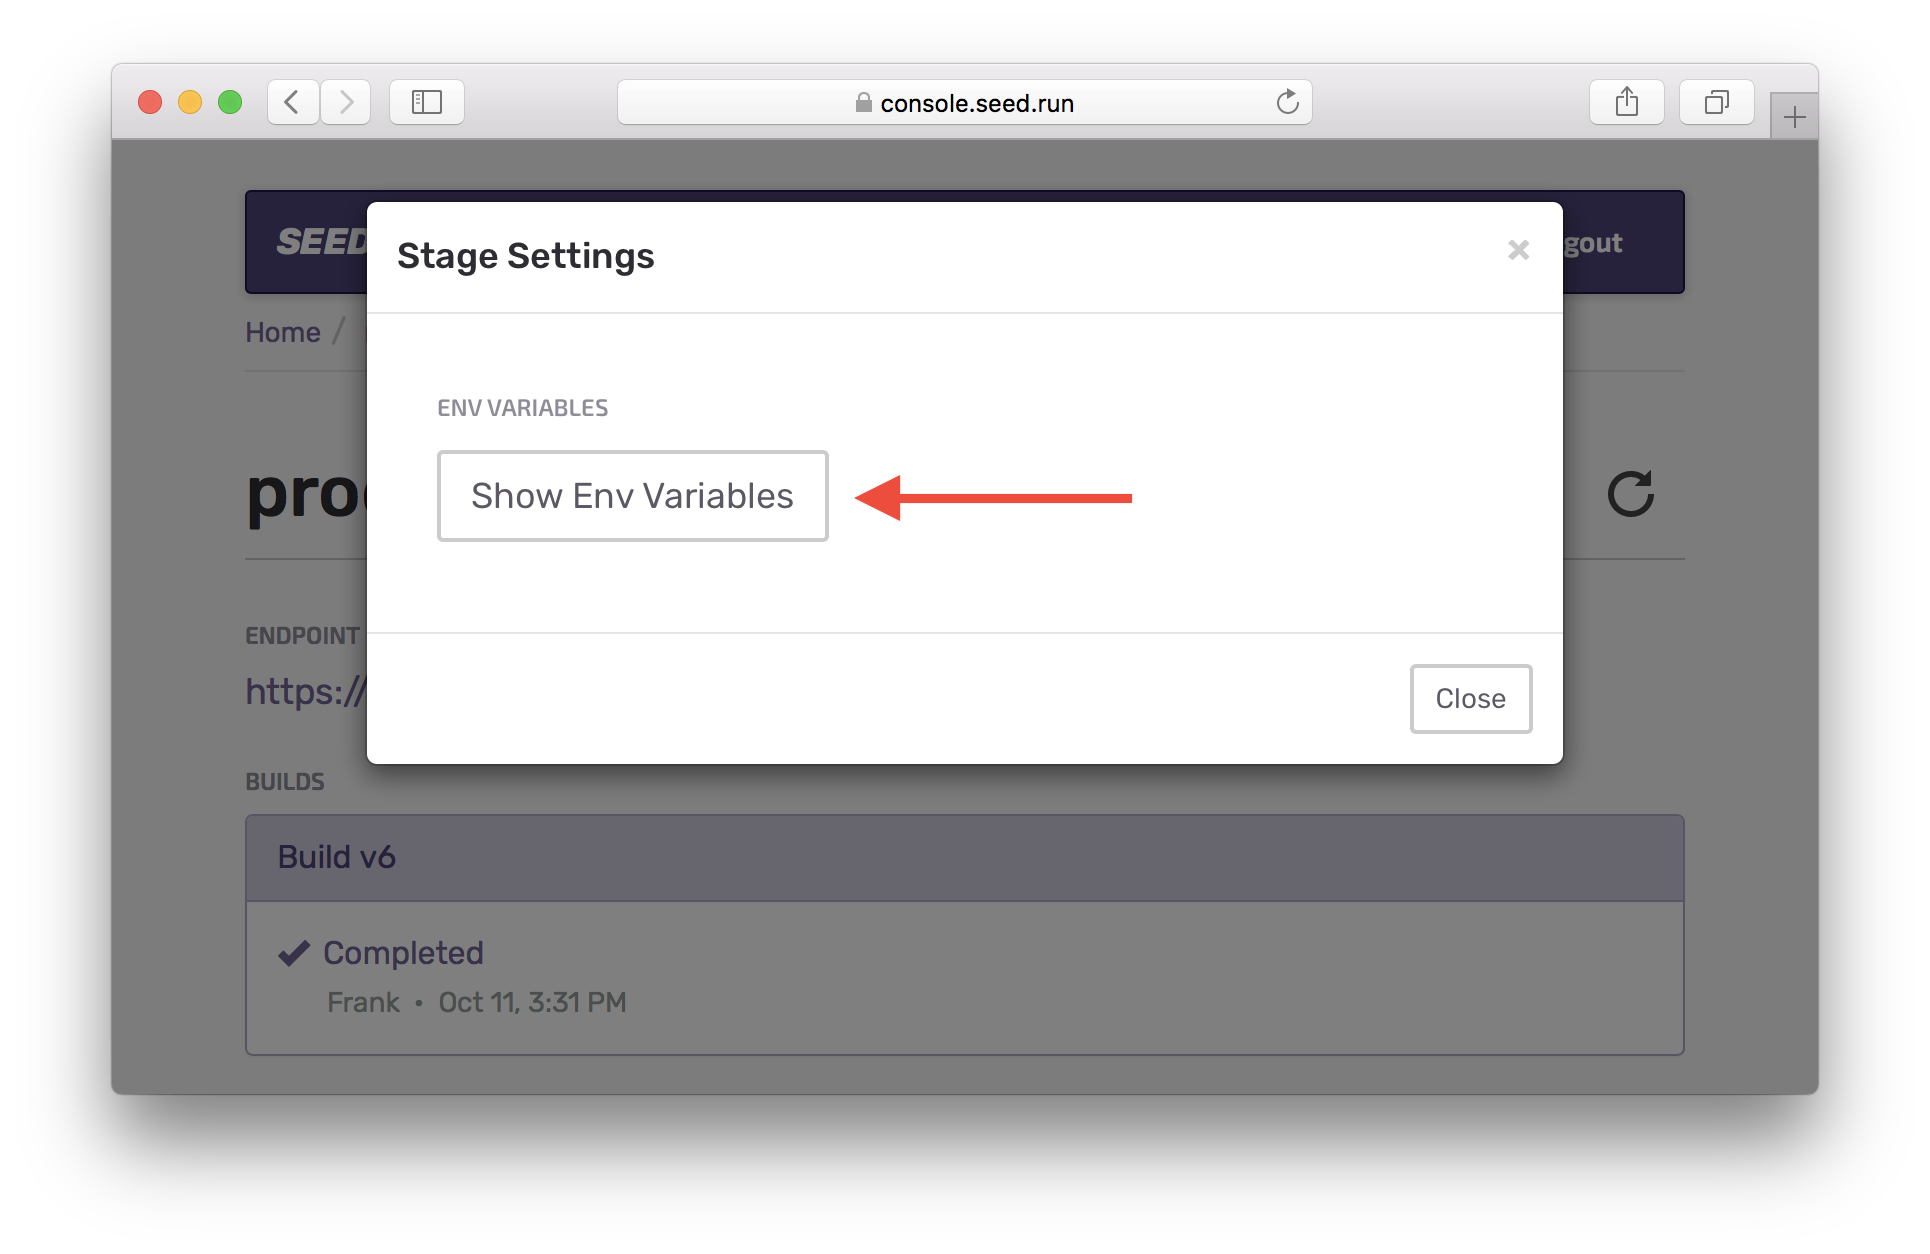 console.seed.run
SEED
Stage Settings
gout
Home /
ENV VARIABLES
Show Env Variables
ENDPOINT
https://
Close
BUILDS
Build v6
Completed
Frank • Oct 11, 3:31 PM